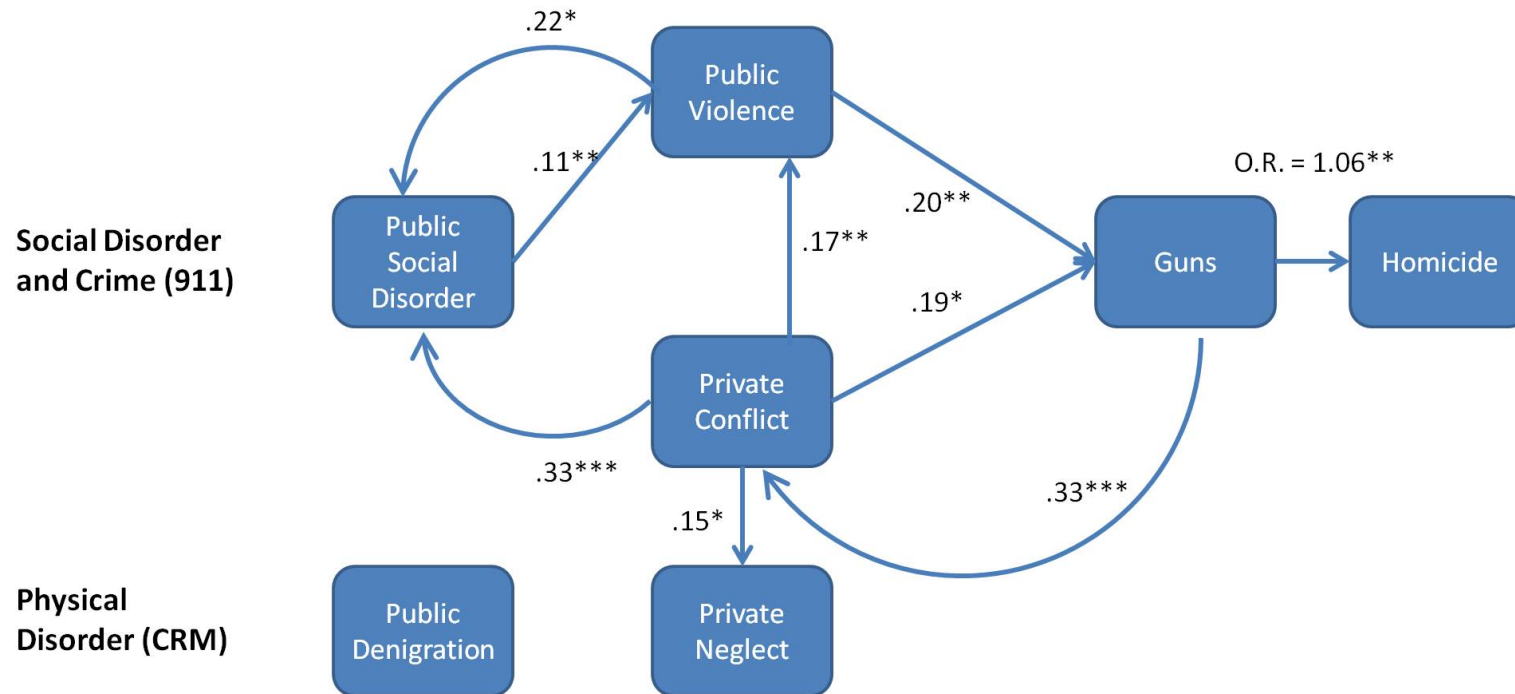 .22*
Public
Violence
.11**
O.R. = 1.06**
Social Disorder
and Crime (911)
Public
Social
Disorder
.20**
.17**
Guns
Homicide
.19*
Private
Conflict
.33***
.33***
.15*
Physical
Disorder (CRM)
Public
Denigration
Private
Neglect